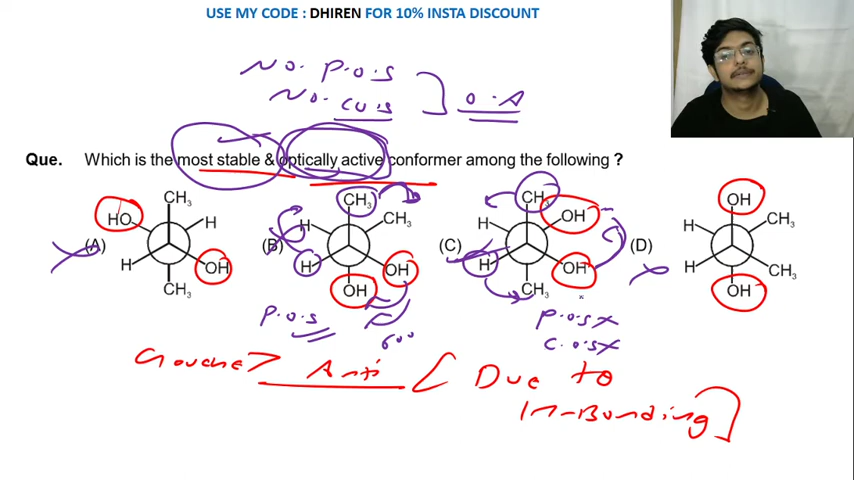 USE MY CODE : DHIREN FOR 10% INSTA DISCOUNT
No. P.O.S
No. C.O.S
O.A
Que. Which is the most stable & optically active conformer among the following ?
(A) CH3 HO H H OH CH3
(B) CH3 H CH3 H OH OH
(C) CH3 H OH H OH CH3
(D) OH H CH3 H CH3 OH
P.O.S
60°
P.O.S X
C.O.S X
Gauche > Anti
Due to